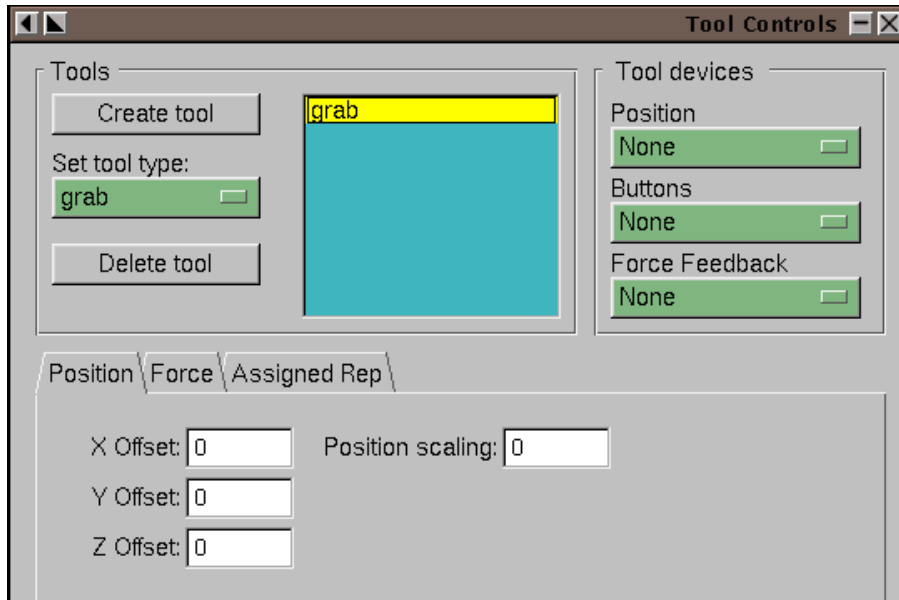 Tool Controls
Tools
Create tool
Set tool type:
grab
Delete tool
grab
Tool devices
Position
None
Buttons
None
Force Feedback
None
Position Force Assigned Rep
X Offset: 0 Position scaling: 0
Y Offset: 0
Z Offset: 0